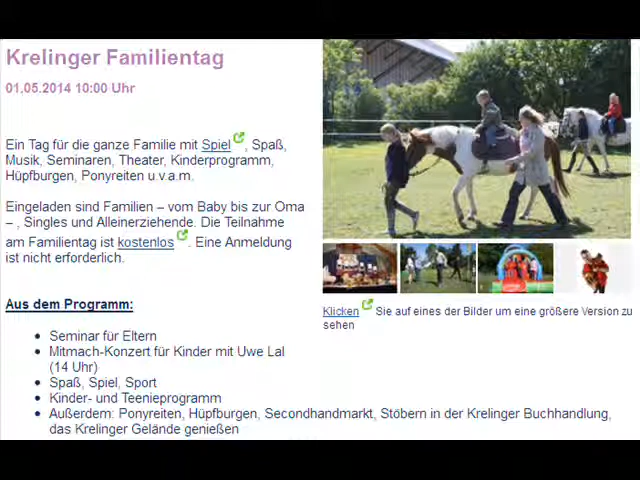 Krelinger Familientag
01.05.2014 10:00 Uhr
Ein Tag für die ganze Familie mit Spiel, Spaß,
Musik, Seminaren, Theater, Kinderprogramm,
Hüpfburgen, Ponyreiten u.v.a.m.
Eingeladen sind Familien – vom Baby bis zur Oma
– , Singles und Alleinerziehende. Die Teilnahme
am Familientag ist kostenlos. Eine Anmeldung
ist nicht erforderlich.
Klicken Sie auf eines der Bilder um eine größere Version zu
sehen
Aus dem Programm:
• Seminar für Eltern
• Mitmach-Konzert für Kinder mit Uwe Lal
(14 Uhr)
• Spaß, Spiel, Sport
• Kinder- und Teenieprogramm
• Außerdem: Ponyreiten, Hüpfburgen, Secondhandmarkt, Stöbern in der Krelinger Buchhandlung,
das Krelinger Gelände genießen